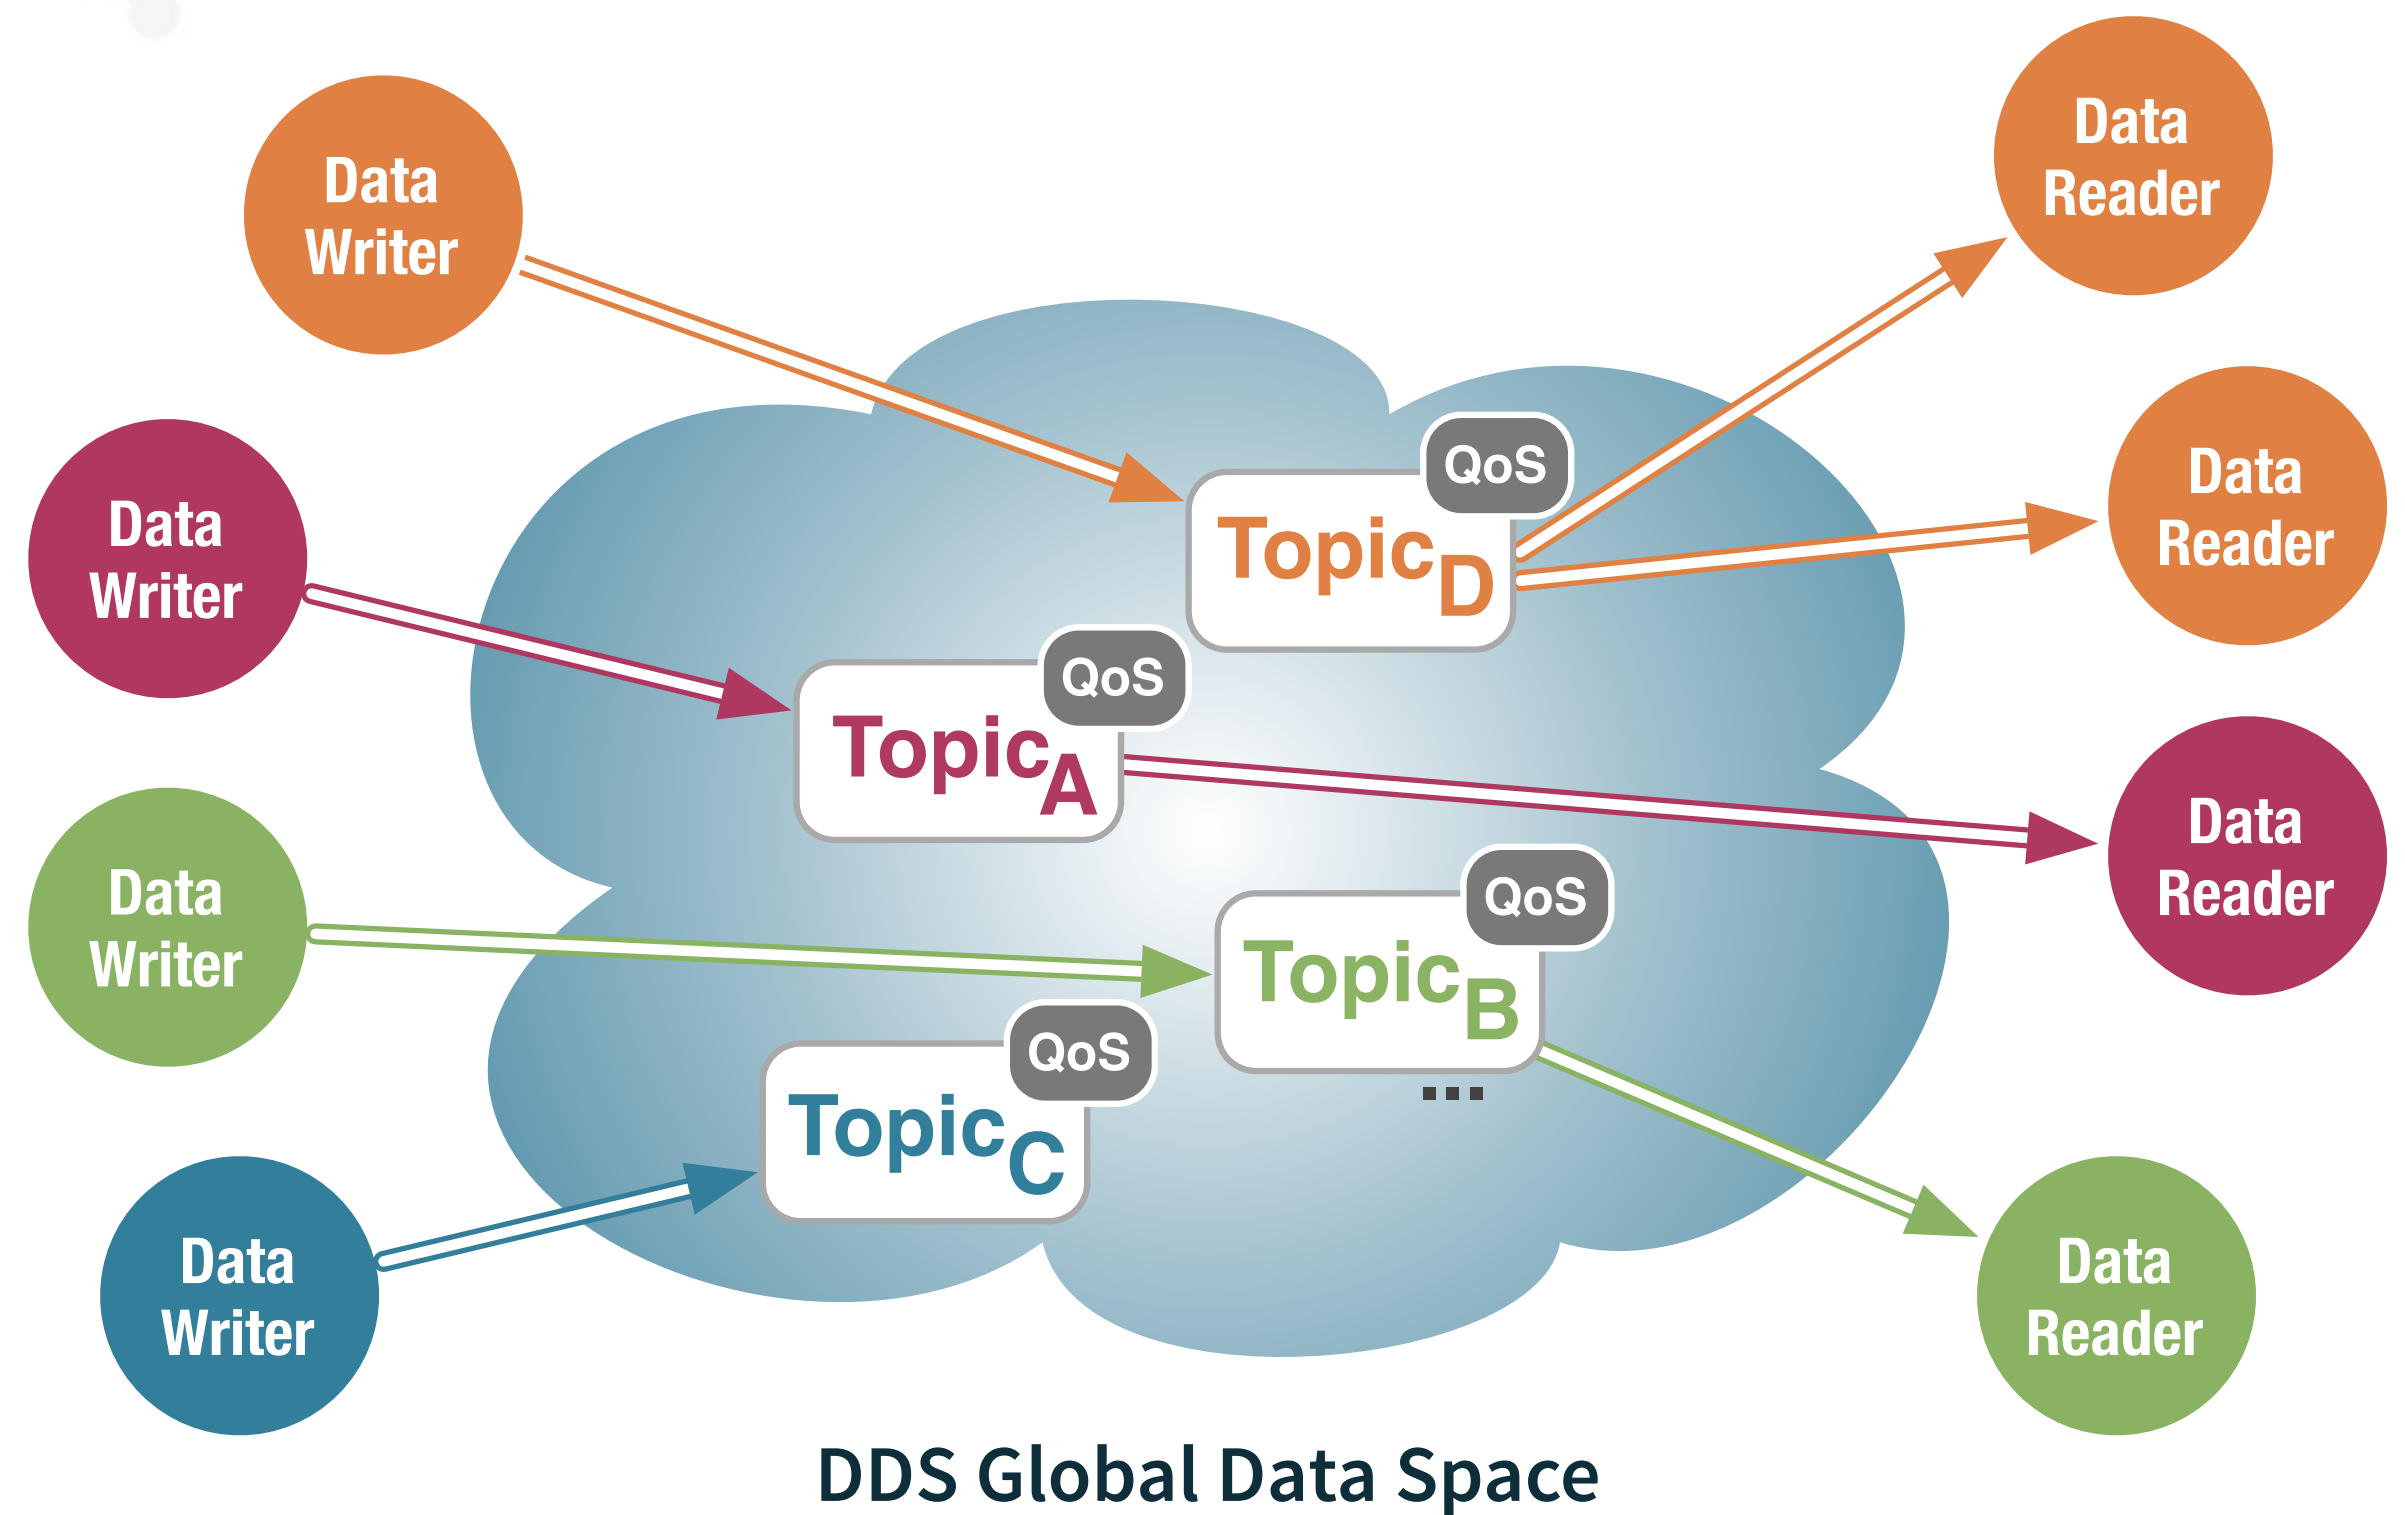 Data
Writer
Data
Reader
Data
Reader
QoS
TopicD
Data
Writer
QoS
TopicA
Data
Reader
Data
Writer
QoS
TopicB
...
QoS
TopicC
Data
Writer
Data
Reader
DDS Global Data Space